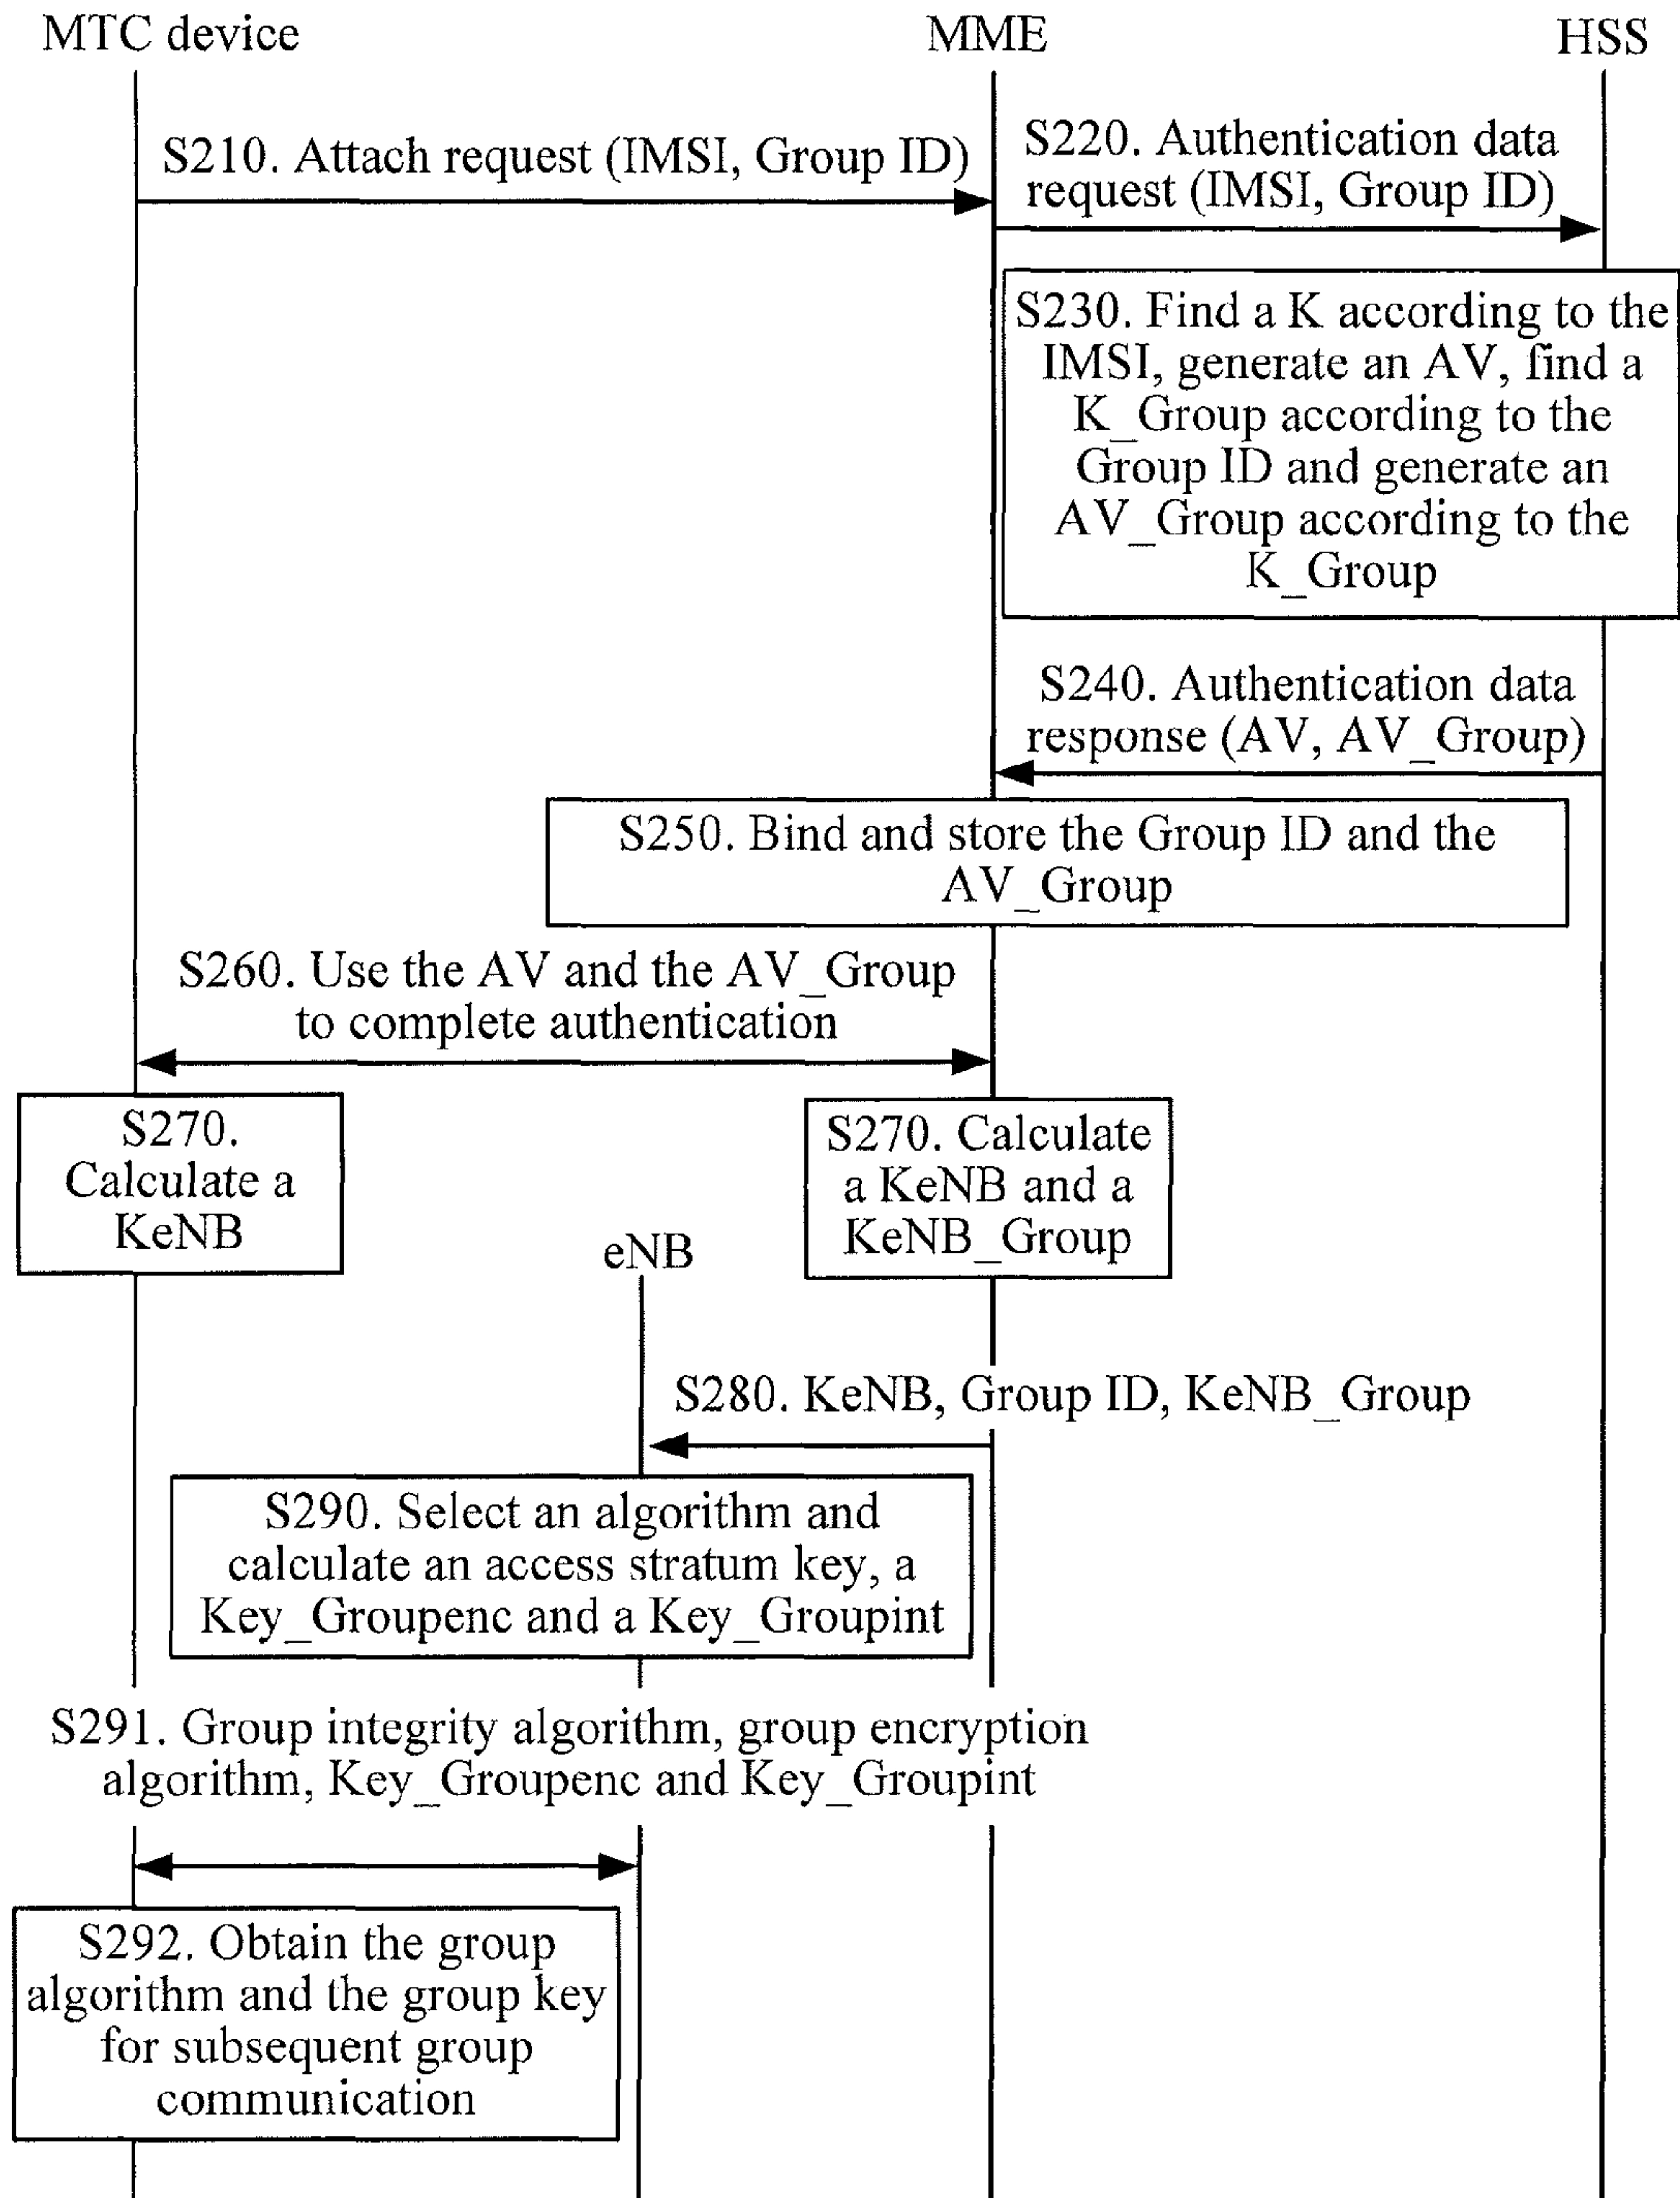 MTC device
MME
HSS
S210. Attach request (IMSI, Group ID)
S220. Authentication data
request (IMSI, Group ID)
S230. Find a K according to the
IMSI, generate an AV, find a
K_Group according to the
Group ID and generate an
AV_Group according to the
K_Group
S240. Authentication data
response (AV, AV_Group)
S250. Bind and store the Group ID and the
AV_Group
S260. Use the AV and the AV_Group
to complete authentication
S270.
Calculate a
KeNB
S270. Calculate
a KeNB and a
KeNB_Group
eNB
S280. KeNB, Group ID, KeNB_Group
S290. Select an algorithm and
calculate an access stratum key, a
Key_Groupenc and a Key_Groupint
S291. Group integrity algorithm, group encryption
algorithm, Key_Groupenc and Key_Groupint
S292. Obtain the group
algorithm and the group key
for subsequent group
communication